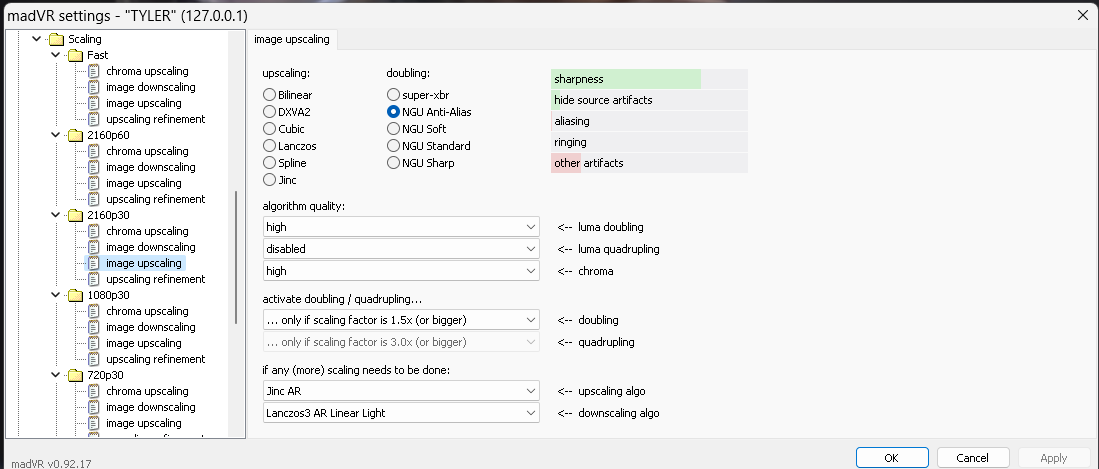 madVR settings - "TYLER" (127.0.0.1)
Scaling
Fast
chroma upscaling
image downscaling
image upscaling
upscaling refinement
2160p60
chroma upscaling
image downscaling
image upscaling
upscaling refinement
2160p30
chroma upscaling
image downscaling
image upscaling
upscaling refinement
1080p30
chroma upscaling
image downscaling
image upscaling
upscaling refinement
720p30
chroma upscaling
image downscaling
image upscaling
upscaling refinement
madVR v0.92.17
image upscaling
upscaling:
Bilinear
DXVA2
Cubic
Lanczos
Spline
Jinc
doubling:
super-xbr
NGU Anti-Alias
NGU Soft
NGU Standard
NGU Sharp
sharpness
hide source artifacts
aliasing
ringing
other artifacts
algorithm quality:
high <-- luma doubling
disabled <-- luma quadrupling
high <-- chroma
activate doubling / quadrupling...
... only if scaling factor is 1.5x (or bigger) <-- doubling
... only if scaling factor is 3.0x (or bigger) <-- quadrupling
if any (more) scaling needs to be done:
Jinc AR <-- upscaling algo
Lanczos3 AR Linear Light <-- downscaling algo
OK
Cancel
Apply